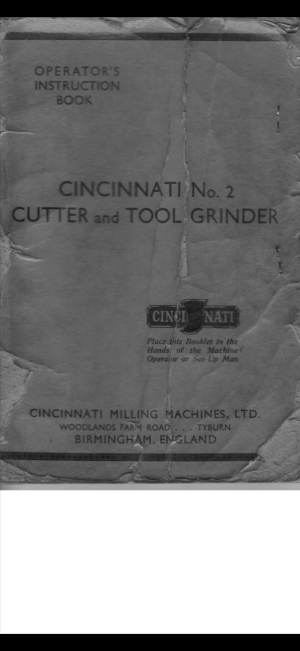 OPERATOR'S
INSTRUCTION
BOOK
CINCINNATI No. 2
CUTTER and TOOL GRINDER
CINCINNATI
Place this Booklet in the
Hands of the Machine
Operator or Set-Up Man
CINCINNATI MILLING MACHINES, LTD.
WOODLANDS FARM ROAD . . . TYBURN
BIRMINGHAM, ENGLAND